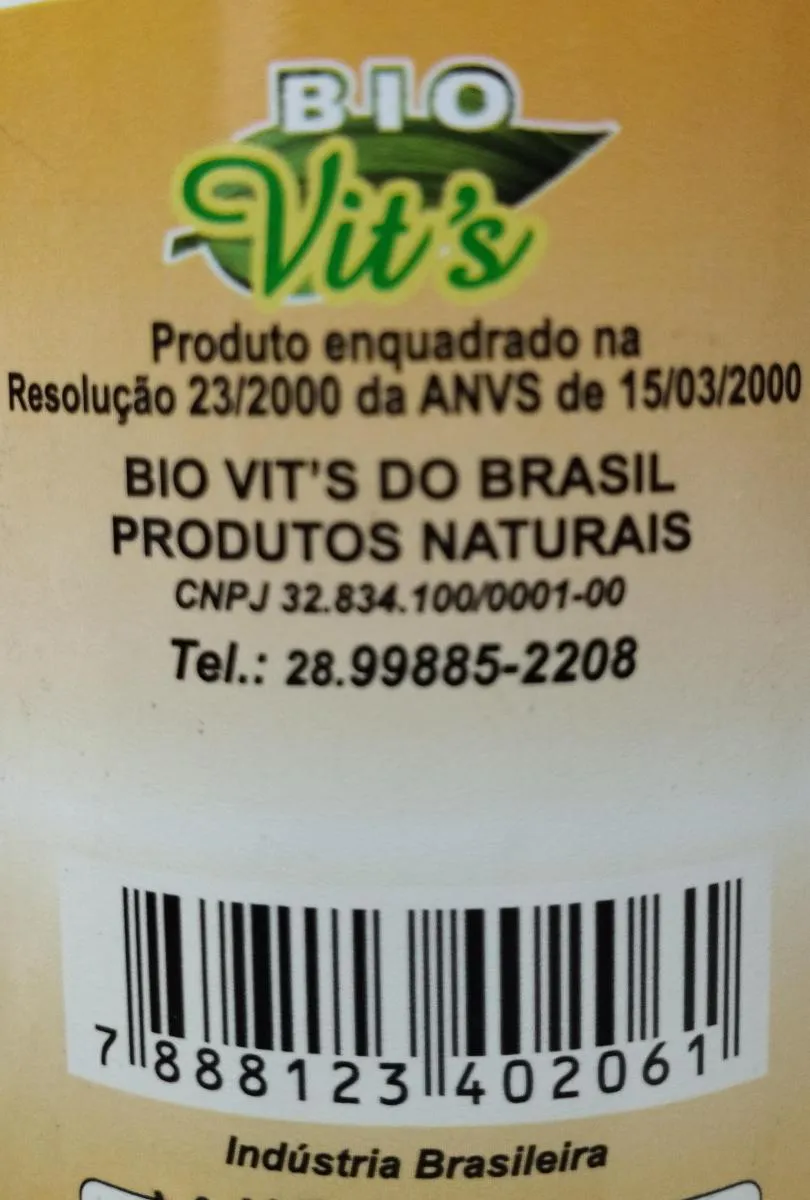 BIO
Vit's
Produto enquadrado na
Resolução 23/2000 da ANVS de 15/03/2000
BIO VIT'S DO BRASIL
PRODUTOS NATURAIS
CNPJ 32.834.100/0001-00
Tel.: 28.99885-2208
7 888123 402061
Indústria Brasileira